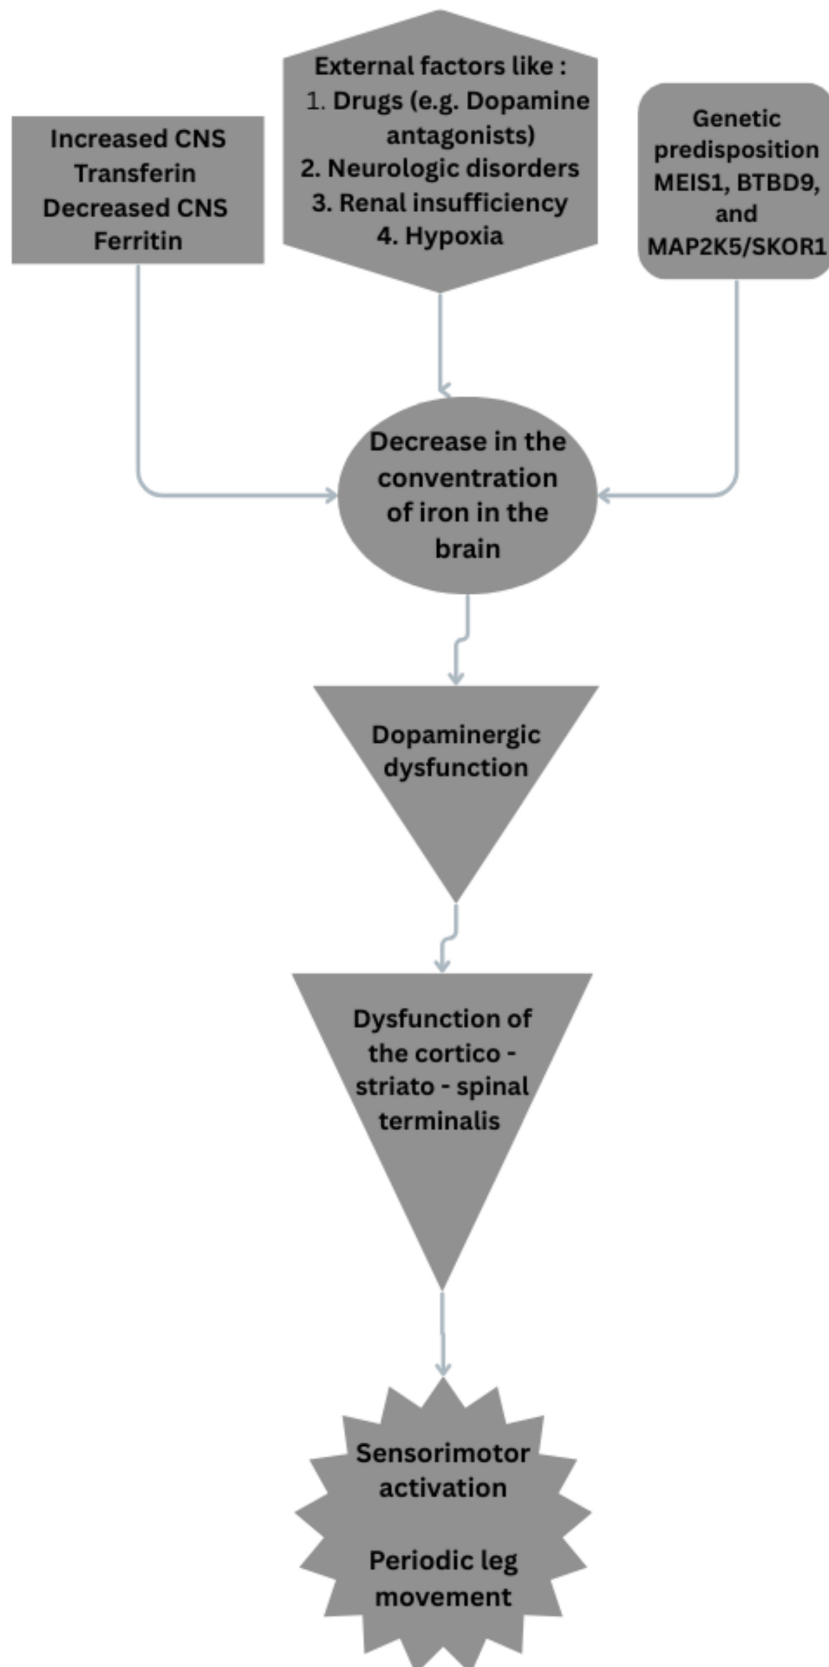 Increased CNS
Transferin
Decreased CNS
Ferritin
External factors like :
1. Drugs (e.g. Dopamine
antagonists)
2. Neurologic disorders
3. Renal insufficiency
4. Hypoxia
Genetic
predisposition
MEIS1, BTBD9,
and
MAP2K5/SKOR1
Decrease in the
conventration
of iron in the
brain
Dopaminergic
dysfunction
Dysfunction of
the cortico -
striato - spinal
terminalis
Sensorimotor
activation
Periodic leg
movement